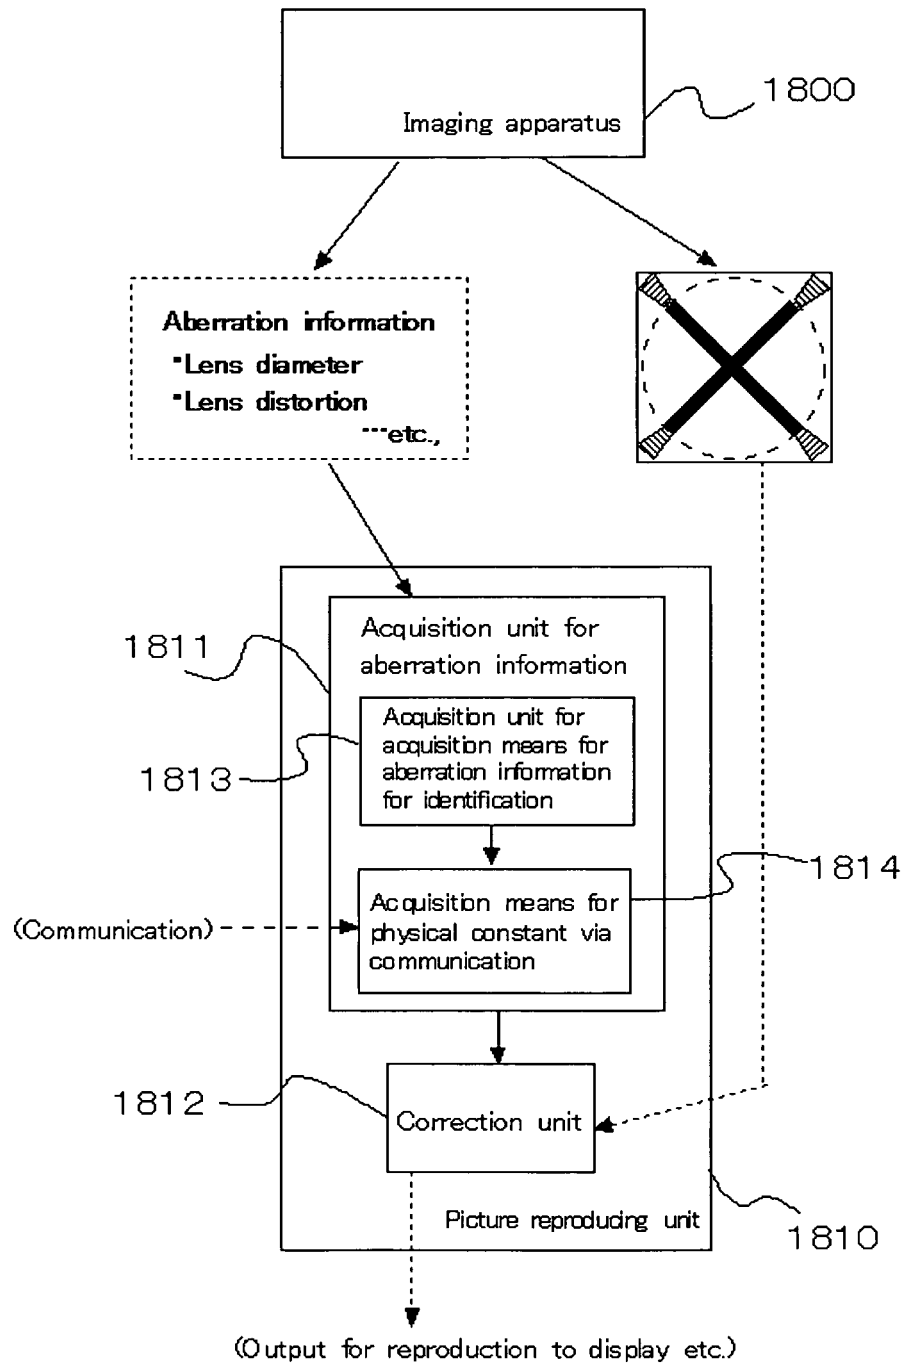 1800
Imaging apparatus
Aberration information
･Lens diameter
･Lens distortion
･･･etc.,
Acquisition unit for
aberration information
1811
Acquisition unit for
acquisition means for
aberration information
for identification
1813
1814
Acquisition means for
physical constant via
communication
(Communication)
1812
Correction unit
Picture reproducing unit
1810
(Output for reproduction to display etc.)